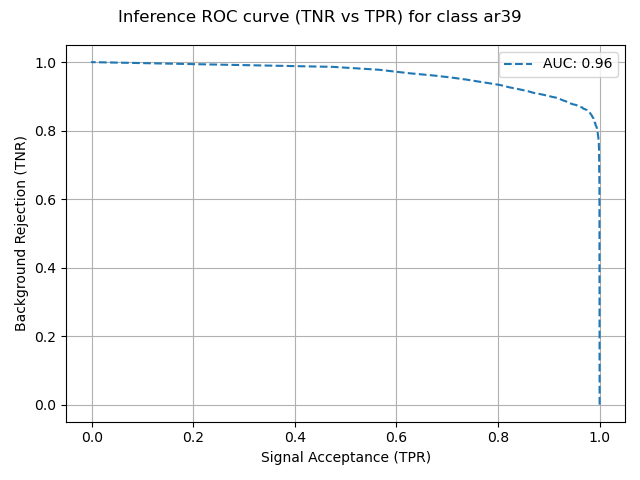 Inference ROC curve (TNR vs TPR) for class ar39
AUC: 0.96
Background Rejection (TNR)
1.0
0.8
0.6
0.4
0.2
0.0
0.0 0.2 0.4 0.6 0.8 1.0
Signal Acceptance (TPR)